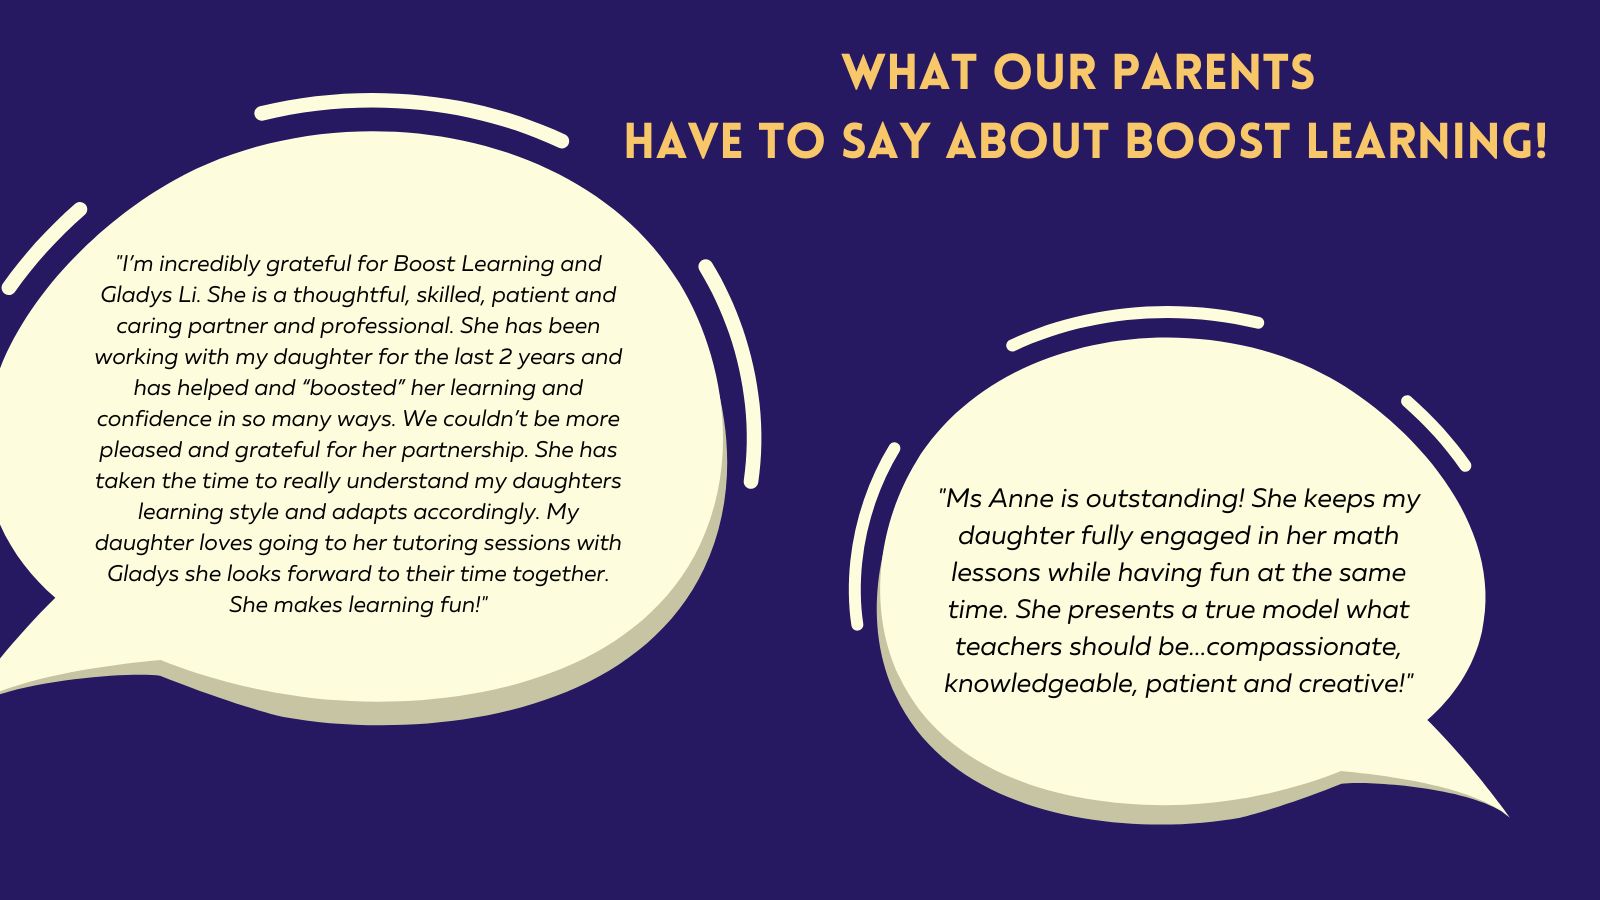 WHAT OUR PARENTS
HAVE TO SAY ABOUT BOOST LEARNING!
"I’m incredibly grateful for Boost Learning and
Gladys Li. She is a thoughtful, skilled, patient and
caring partner and professional. She has been
working with my daughter for the last 2 years and
has helped and “boosted” her learning and
confidence in so many ways. We couldn’t be more
pleased and grateful for her partnership. She has
taken the time to really understand my daughters
learning style and adapts accordingly. My
daughter loves going to her tutoring sessions with
Gladys she looks forward to their time together.
She makes learning fun!"
"Ms Anne is outstanding! She keeps my
daughter fully engaged in her math
lessons while having fun at the same
time. She presents a true model what
teachers should be...compassionate,
knowledgeable, patient and creative!"